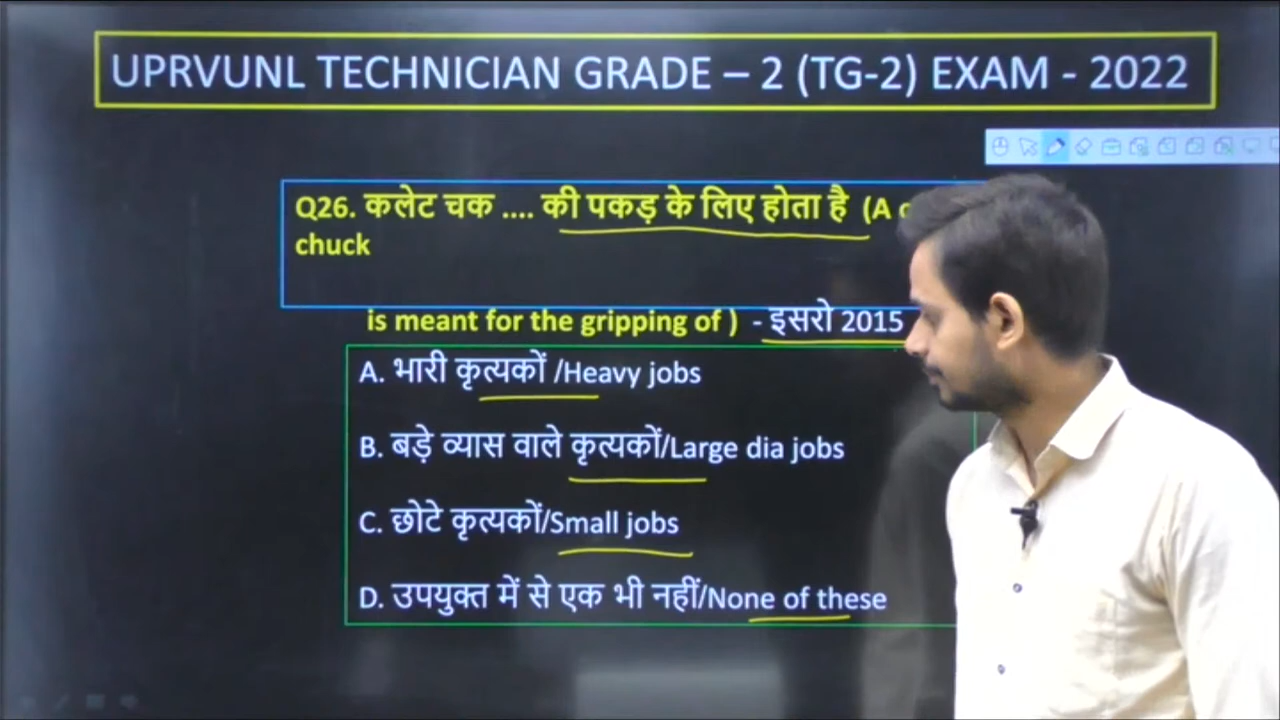 UPRVUNL TECHNICIAN GRADE – 2 (TG-2) EXAM - 2022
Q26. कलेट चक .... की पकड़ के लिए होता है (A
chuck
is meant for the gripping of ) - इसरो 2015
A. भारी कृत्यकों /Heavy jobs
B. बड़े व्यास वाले कृत्यकों/Large dia jobs
C. छोटे कृत्यकों/Small jobs
D. उपयुक्त में से एक भी नहीं/None of these